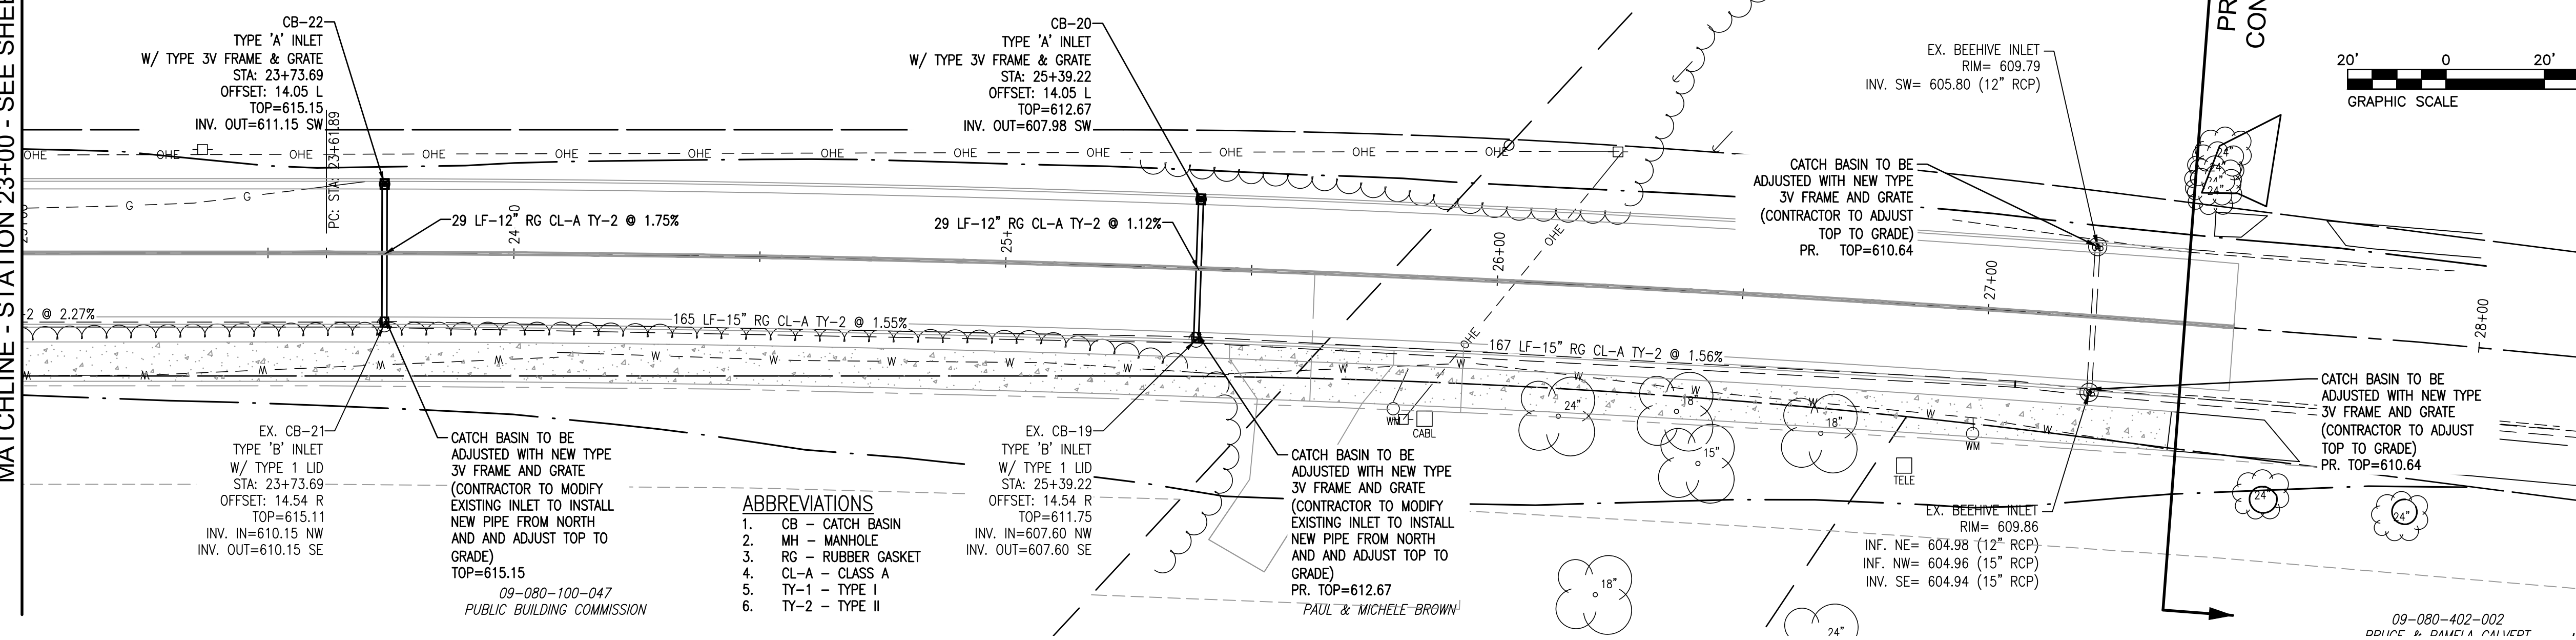 MATCHLINE - STATION 23+00 - SEE
CB-22
TYPE 'A' INLET
W/ TYPE 3V FRAME & GRATE
STA: 23+73.69
OFFSET: 14.05 L
TOP=615.15
INV. OUT=611.15 SW
PC: STA: 23+61.89
CB-20
TYPE 'A' INLET
W/ TYPE 3V FRAME & GRATE
STA: 25+39.22
OFFSET: 14.05 L
TOP=612.67
INV. OUT=607.98 SW
EX. BEEHIVE INLET
RIM= 609.79
INV. SW= 605.80 (12" RCP)
20' 0 20'
GRAPHIC SCALE
OHE OHE OHE OHE OHE OHE OHE OHE OHE OHE OHE OHE
OHE
OHE
G G
29 LF-12" RG CL-A TY-2 @ 1.75%
29 LF-12" RG CL-A TY-2 @ 1.12%
26+00
27+00
28+00
CATCH BASIN TO BE
ADJUSTED WITH NEW TYPE
3V FRAME AND GRATE
(CONTRACTOR TO ADJUST
TOP TO GRADE)
PR. TOP=610.64
24"
24"
24"
24"
-2 @ 2.27%
165 LF-15" RG CL-A TY-2 @ 1.55%
167 LF-15" RG CL-A TY-2 @ 1.56%
W W W W W W W W W W W W W W W W W
WM
CABL
24"
18"
15"
18"
WM
TELE
24"
24"
18"
24"
EX. CB-21
TYPE 'B' INLET
W/ TYPE 1 LID
STA: 23+73.69
OFFSET: 14.54 R
TOP=615.11
INV. IN=610.15 NW
INV. OUT=610.15 SE
CATCH BASIN TO BE
ADJUSTED WITH NEW TYPE
3V FRAME AND GRATE
(CONTRACTOR TO MODIFY
EXISTING INLET TO INSTALL
NEW PIPE FROM NORTH
AND AND ADJUST TOP TO
GRADE)
TOP=615.15
09-080-100-047
PUBLIC BUILDING COMMISSION
ABBREVIATIONS
1. CB - CATCH BASIN
2. MH - MANHOLE
3. RG - RUBBER GASKET
4. CL-A - CLASS A
5. TY-1 - TYPE I
6. TY-2 - TYPE II
EX. CB-19
TYPE 'B' INLET
W/ TYPE 1 LID
STA: 25+39.22
OFFSET: 14.54 R
TOP=611.75
INV. IN=607.60 NW
INV. OUT=607.60 SE
CATCH BASIN TO BE
ADJUSTED WITH NEW TYPE
3V FRAME AND GRATE
(CONTRACTOR TO MODIFY
EXISTING INLET TO INSTALL
NEW PIPE FROM NORTH
AND AND ADJUST TOP TO
GRADE)
PR. TOP=612.67
PAUL & MICHELE BROWN
EX. BEEHIVE INLET
RIM= 609.86
INF. NE= 604.98 (12" RCP)
INF. NW= 604.96 (15" RCP)
INV. SE= 604.94 (15" RCP)
CATCH BASIN TO BE
ADJUSTED WITH NEW TYPE
3V FRAME AND GRATE
(CONTRACTOR TO ADJUST
TOP TO GRADE)
PR. TOP=610.64
09-080-402-002
BRUCE & PAMELA CALVERT